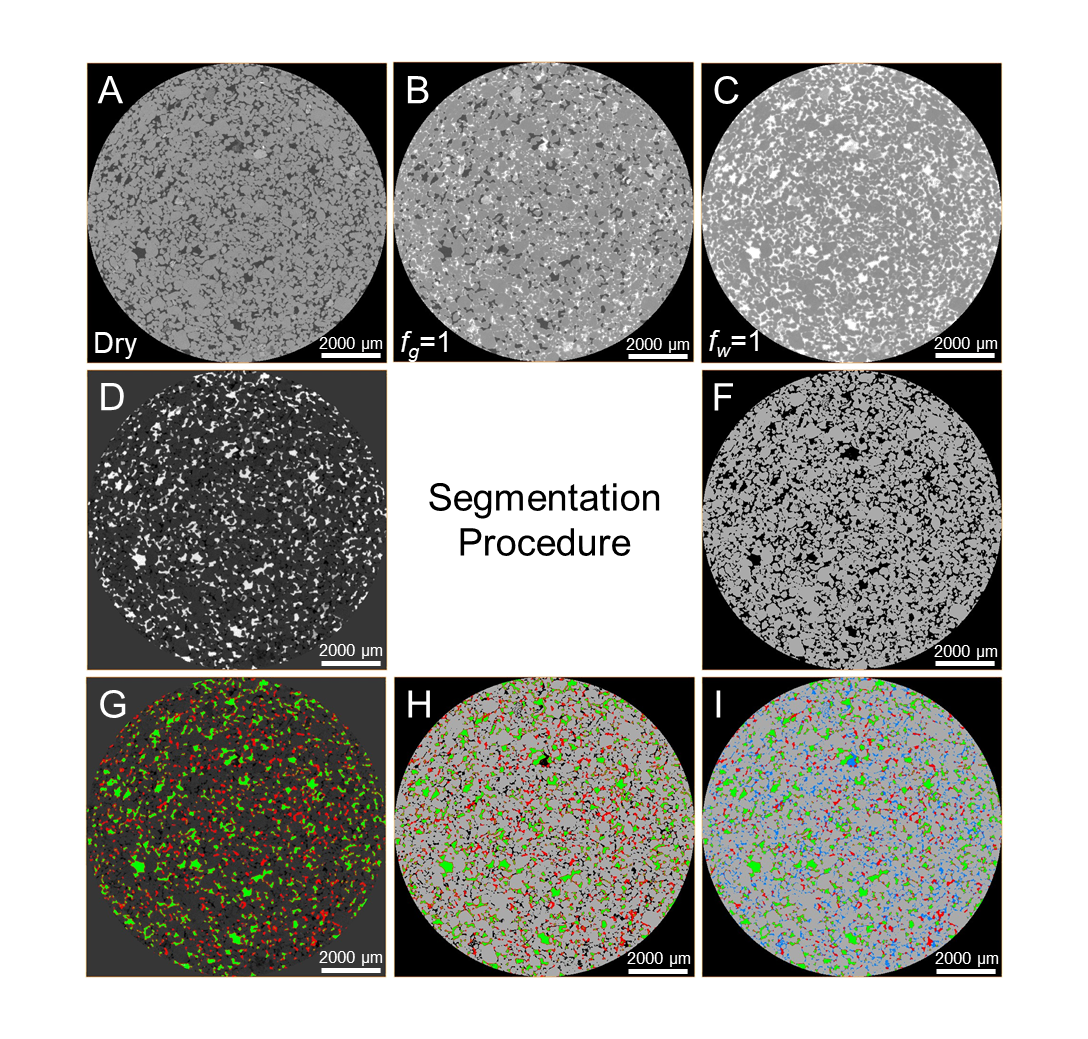 A
B
C
Dry
2000 µm
fg=1
2000 µm
fw=1
2000 µm
D
2000 µm
Segmentation
Procedure
F
2000 µm
G
2000 µm
H
2000 µm
I
2000 µm